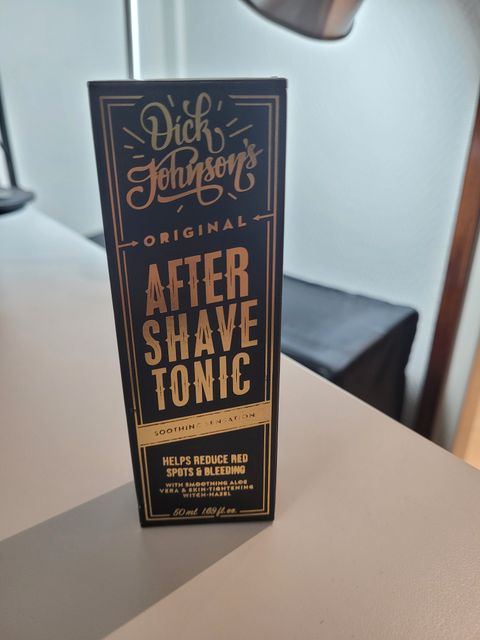 Dick
Johnson's
ORIGINAL
AFTER
SHAVE
TONIC
SOOTHING SENSATION
HELPS REDUCE RED
SPOTS & BLEEDING
WITH SMOOTHING ALOE
VERA & SKIN-TIGHTENING
WITCH-HAZEL
50 ml 1.69 fl. oz.